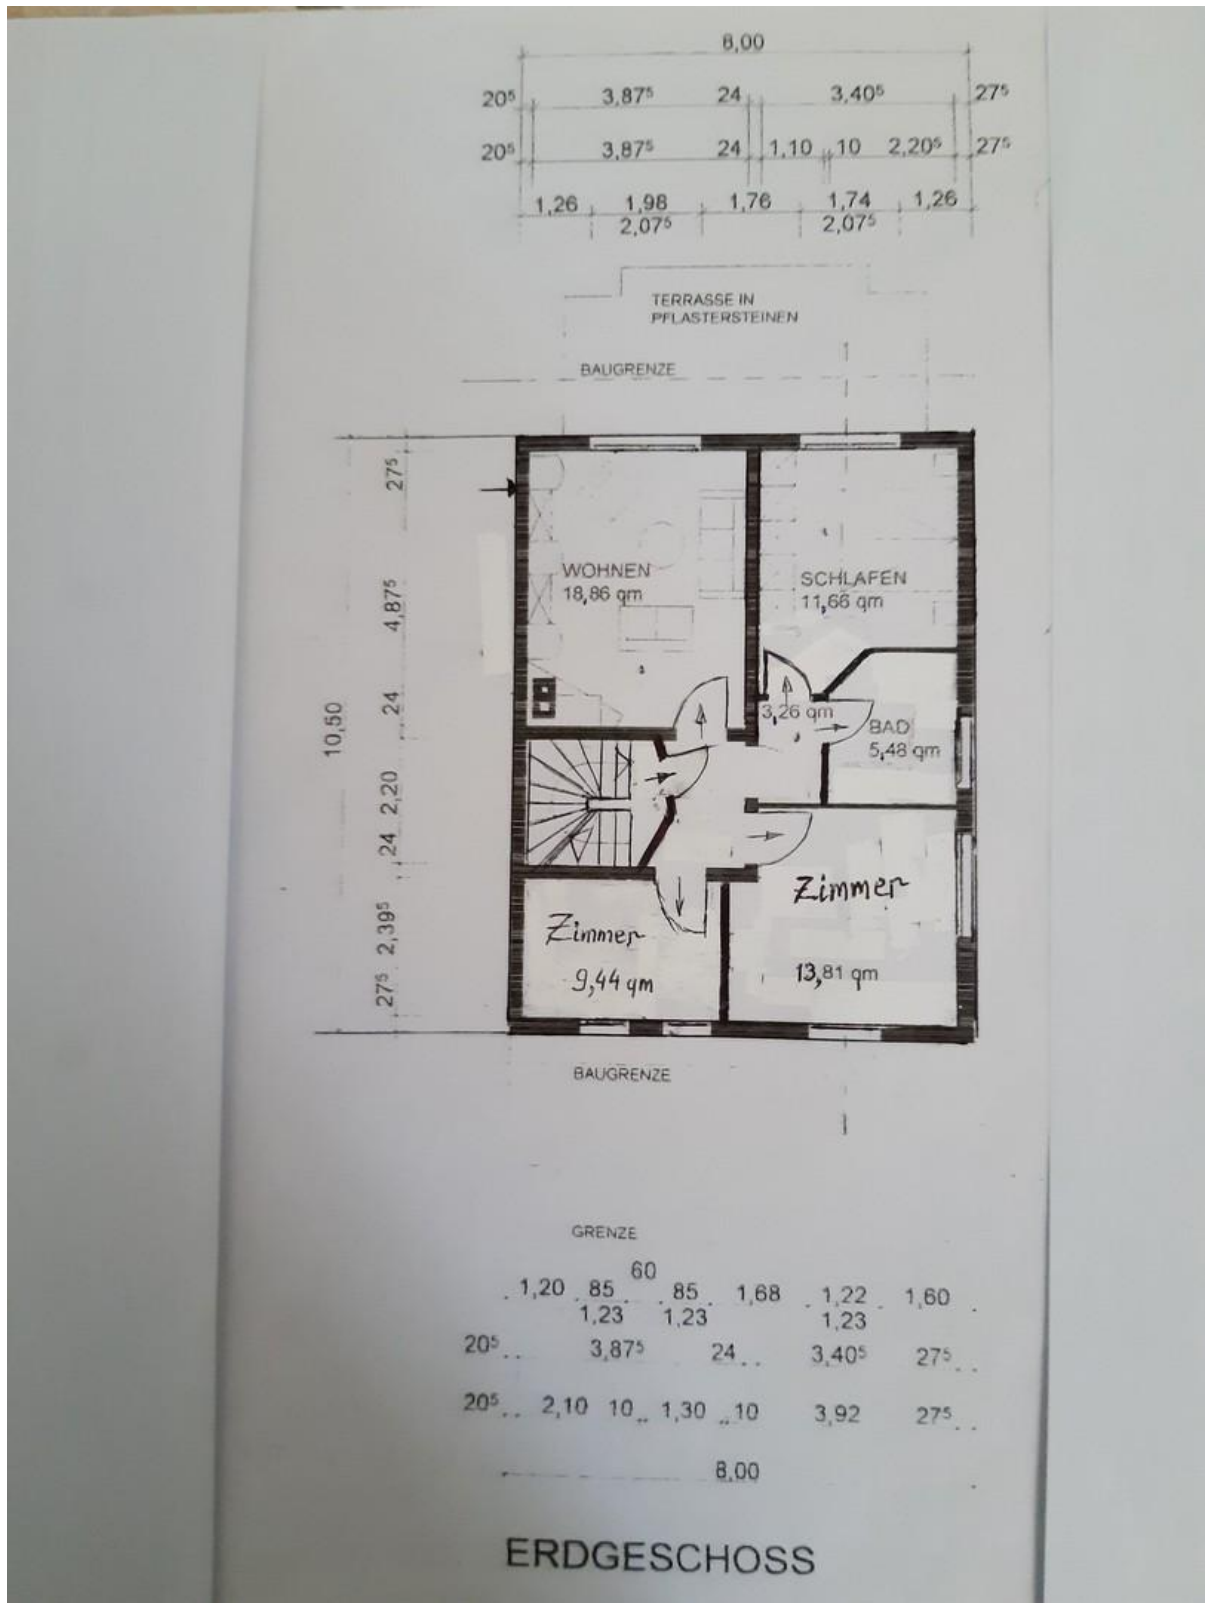 8,00
20⁵ 3,87⁵ 24 3,40⁵ 27⁵
20⁵ 3,87⁵ 24 1,10 10 2,20⁵ 27⁵
1,26 1,98 1,76 1,74 1,26
2,07⁵ 2,07⁵
TERRASSE IN
PFLASTERSTEINEN
BAUGRENZE
27⁵
4,87⁵
24
2,20
24
2,39⁵
27⁵
10,50
WOHNEN
18,86 qm
SCHLAFEN
11,66 qm
3,26 qm
BAD
5,48 qm
Zimmer
13,81 qm
Zimmer
9,44 qm
BAUGRENZE
GRENZE
60
1,20 85 85 1,68 1,22 1,60
1,23 1,23 1,23
20⁵ 3,87⁵ 24 3,40⁵ 27⁵
20⁵ 2,10 10 1,30 10 3,92 27⁵
8,00
ERDGESCHOSS